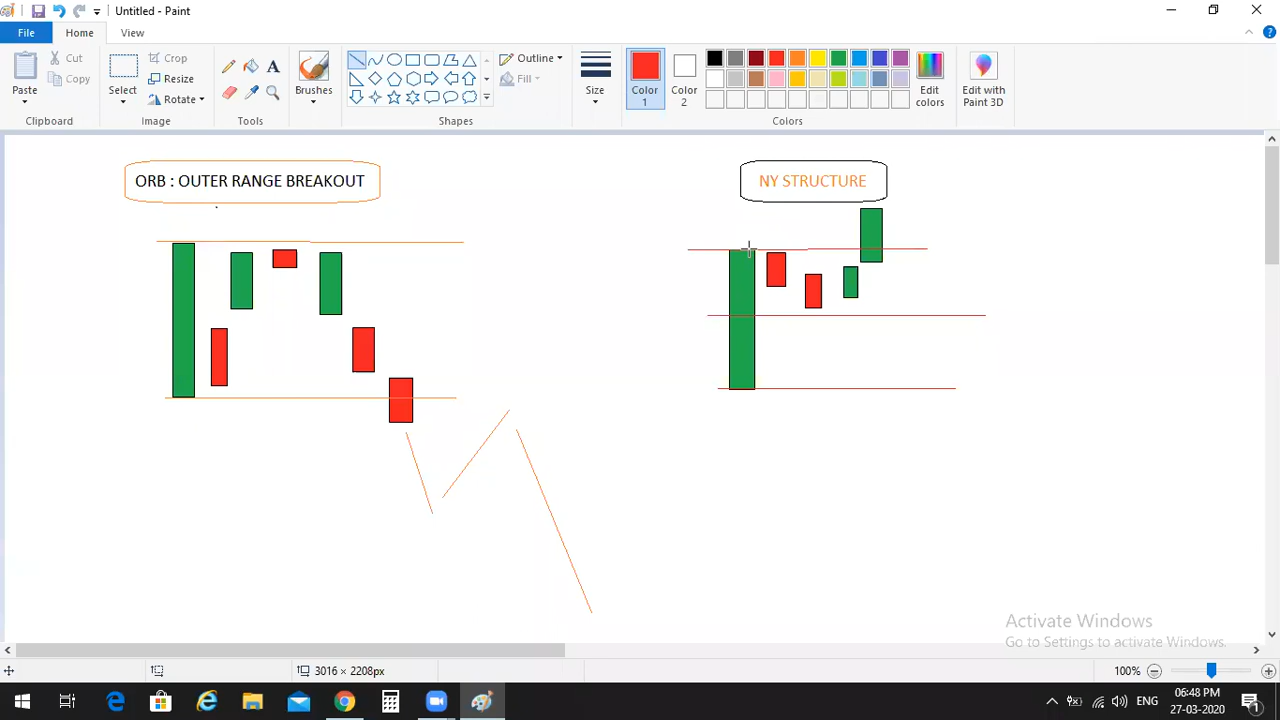 Untitled - Paint
File
Home
View
Paste
Cut
Copy
Clipboard
Select
Crop
Resize
Rotate
Image
A
Tools
Brushes
Outline
Fill
Shapes
Size
Color 1
Color 2
Edit colors
Colors
Edit with Paint 3D
ORB : OUTER RANGE BREAKOUT
NY STRUCTURE
Activate Windows
Go to Settings to activate Windows.
3016 × 2208px
100%
ENG
06:48 PM
27-03-2020
1